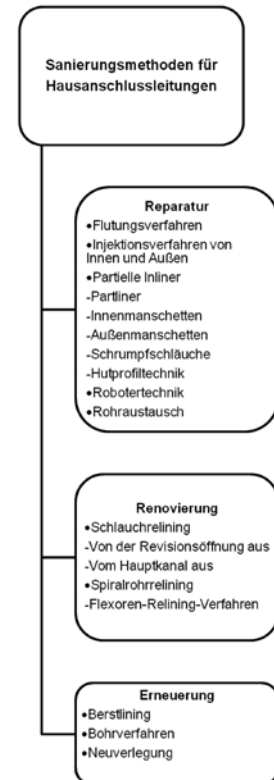 Sanierungsmethoden für
Hausanschlussleitungen
Reparatur
•Flutungsverfahren
•Injektionsverfahren von
Innen und Außen
•Partielle Inliner
-Partliner
-Innenmanschetten
-Außenmanschetten
-Schrumpfschläuche
-Hutprofiltechnik
•Robotertechnik
•Rohraustausch
Renovierung
•Schlauchrelining
-Von der Revisionsöffnung aus
-Vom Hauptkanal aus
•Spiralrohrrelining
-Flexoren-Relining-Verfahren
Erneuerung
•Berstlining
•Bohrverfahren
•Neuverlegung